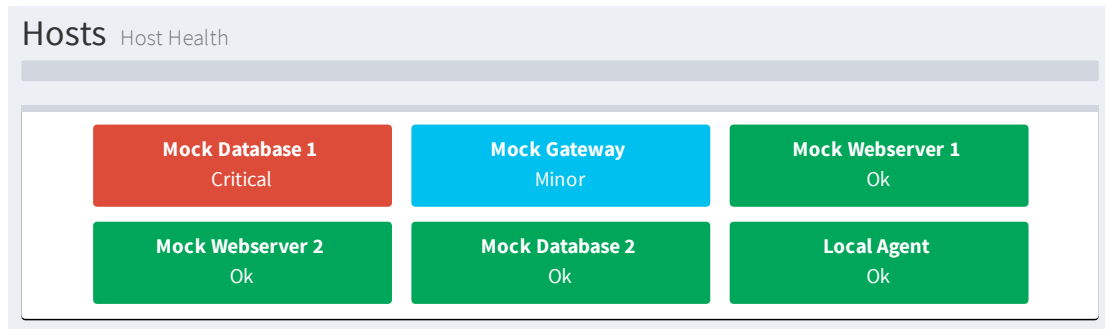 Hosts Host Health
Mock Database 1
Critical
Mock Gateway
Minor
Mock Webserver 1
Ok
Mock Webserver 2
Ok
Mock Database 2
Ok
Local Agent
Ok